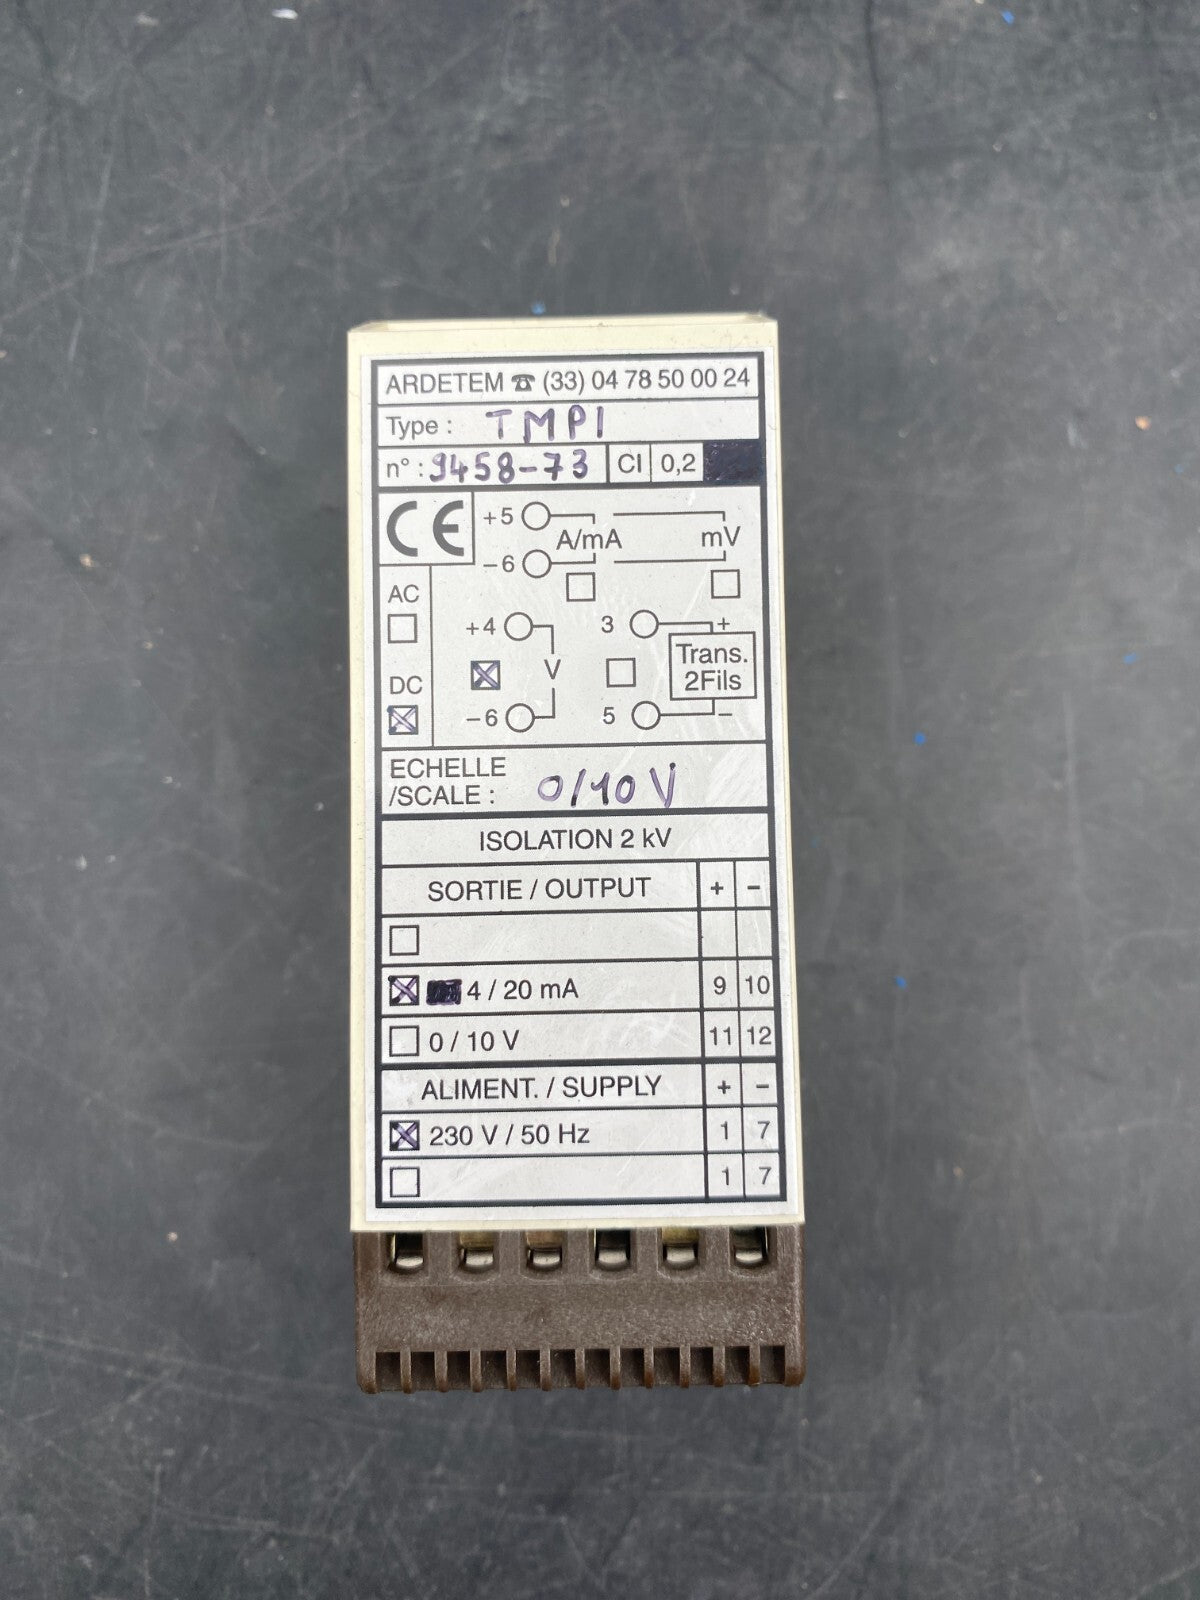 ARDETEM ☎ (33) 04 78 50 00 24
Type : TMPI
n° : 9458-73 CI 0,2
CE +5 A/mA mV
-6
AC
+4 V 3 + Trans. 2Fils
DC
-6 5 -
ECHELLE
/SCALE : 0/10 V
ISOLATION 2 kV
SORTIE / OUTPUT + -
4 / 20 mA 9 10
0 / 10 V 11 12
ALIMENT. / SUPPLY + -
230 V / 50 Hz 1 7
1 7